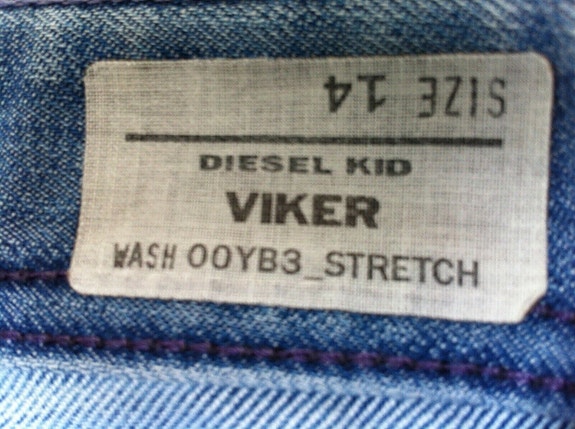 SIZE 14
DIESEL KID
VIKER
WASH 00YB3_STRETCH